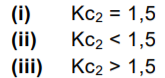 (i) Kc₂ = 1,5
(ii) Kc₂ < 1,5
(iii) Kc₂ > 1,5